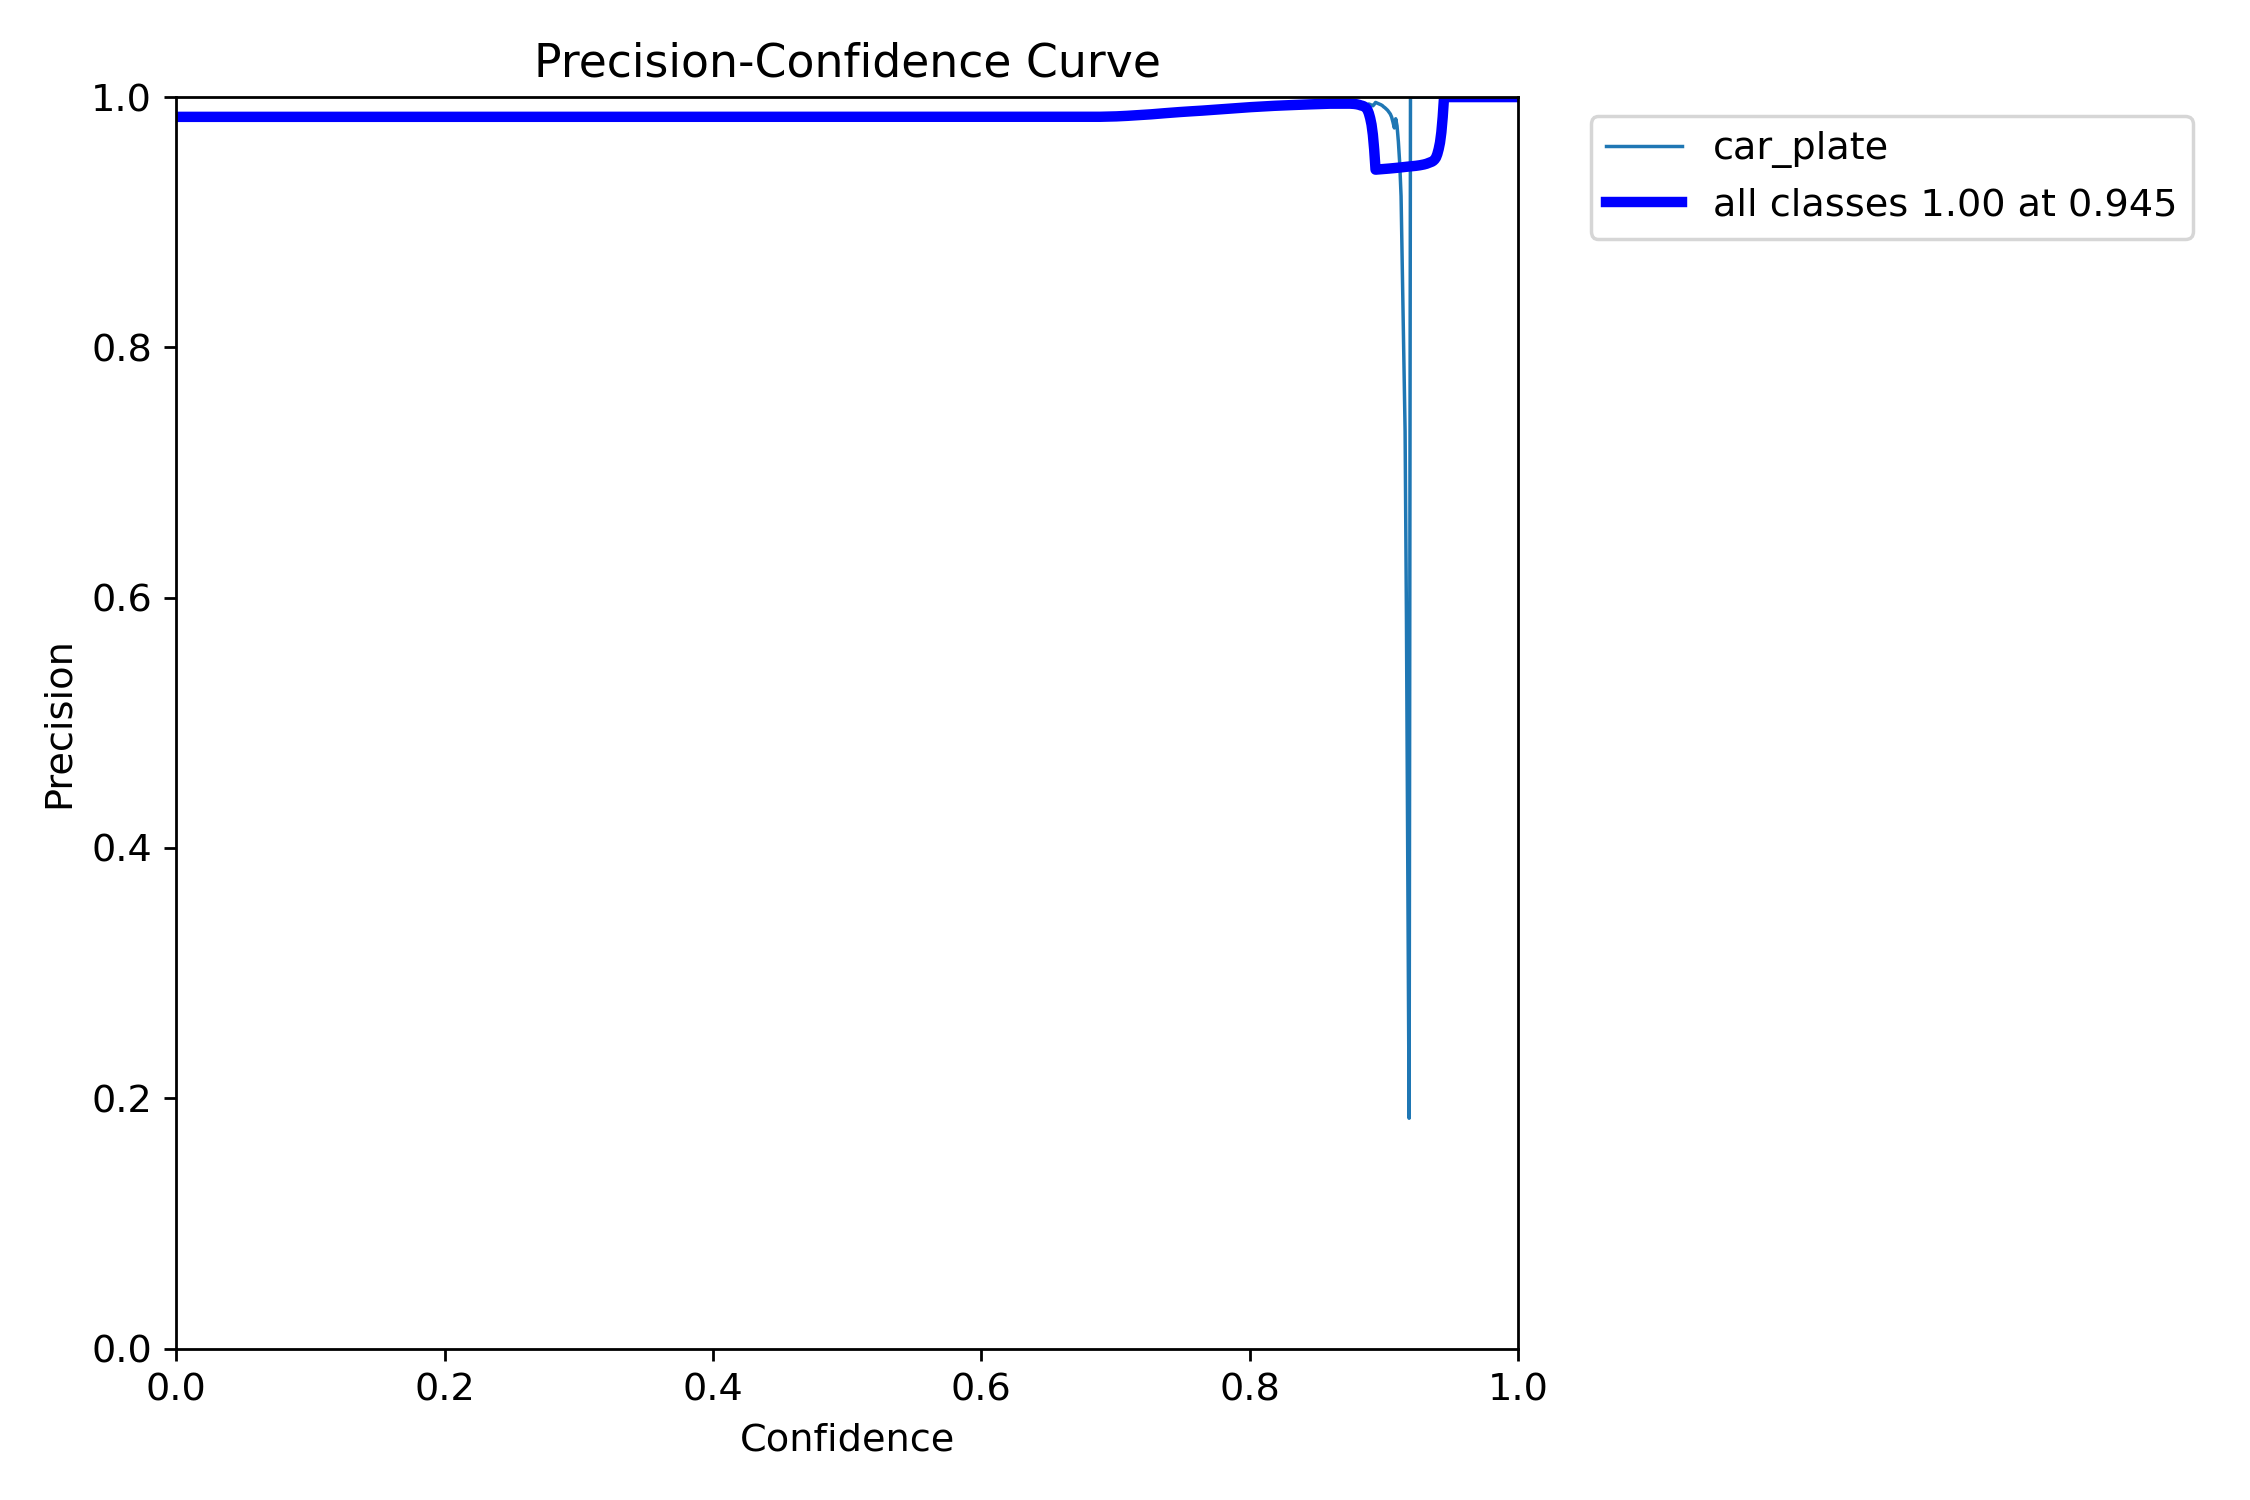 Precision-Confidence Curve
1.0
0.8
0.6
0.4
0.2
0.0
Precision
0.0 0.2 0.4 0.6 0.8 1.0
Confidence
car_plate
all classes 1.00 at 0.945